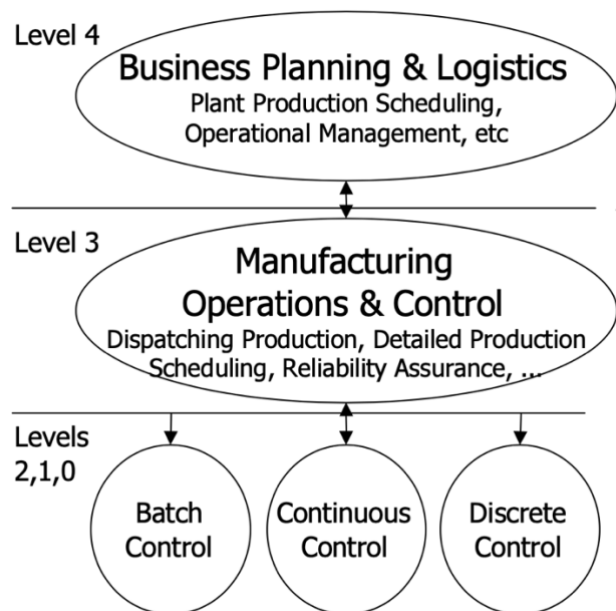 Level 4
Business Planning & Logistics
Plant Production Scheduling,
Operational Management, etc
Level 3
Manufacturing
Operations & Control
Dispatching Production, Detailed Production
Scheduling, Reliability Assurance, ...
Levels
2,1,0
Batch
Control
Continuous
Control
Discrete
Control